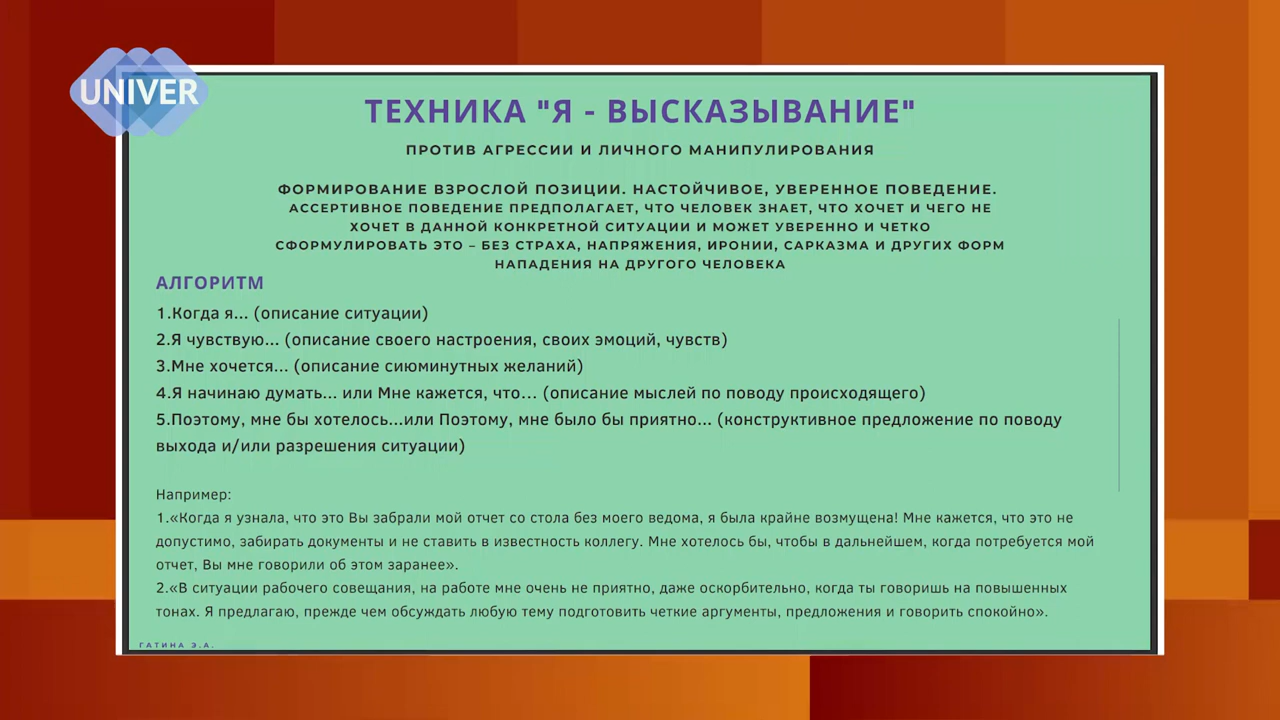 UNIVER
ТЕХНИКА "Я - ВЫСКАЗЫВАНИЕ"
ПРОТИВ АГРЕССИИ И ЛИЧНОГО МАНИПУЛИРОВАНИЯ
ФОРМИРОВАНИЕ ВЗРОСЛОЙ ПОЗИЦИИ. НАСТОЙЧИВОЕ, УВЕРЕННОЕ ПОВЕДЕНИЕ.
АССЕРТИВНОЕ ПОВЕДЕНИЕ ПРЕДПОЛАГАЕТ, ЧТО ЧЕЛОВЕК ЗНАЕТ, ЧТО ХОЧЕТ И ЧЕГО НЕ
ХОЧЕТ В ДАННОЙ КОНКРЕТНОЙ СИТУАЦИИ И МОЖЕТ УВЕРЕННО И ЧЕТКО
СФОРМУЛИРОВАТЬ ЭТО – БЕЗ СТРАХА, НАПРЯЖЕНИЯ, ИРОНИИ, САРКАЗМА И ДРУГИХ ФОРМ
НАПАДЕНИЯ НА ДРУГОГО ЧЕЛОВЕКА
АЛГОРИТМ
1.Когда я... (описание ситуации)
2.Я чувствую... (описание своего настроения, своих эмоций, чувств)
3.Мне хочется... (описание сиюминутных желаний)
4.Я начинаю думать... или Мне кажется, что... (описание мыслей по поводу происходящего)
5.Поэтому, мне бы хотелось...или Поэтому, мне было бы приятно... (конструктивное предложение по поводу
выхода и/или разрешения ситуации)
Например:
1.«Когда я узнала, что это Вы забрали мой отчет со стола без моего ведома, я была крайне возмущена! Мне кажется, что это не
допустимо, забирать документы и не ставить в известность коллегу. Мне хотелось бы, чтобы в дальнейшем, когда потребуется мой
отчет, Вы мне говорили об этом заранее».
2.«В ситуации рабочего совещания, на работе мне очень не приятно, даже оскорбительно, когда ты говоришь на повышенных
тонах. Я предлагаю, прежде чем обсуждать любую тему подготовить четкие аргументы, предложения и говорить спокойно».
ГАТИНА Э.А.